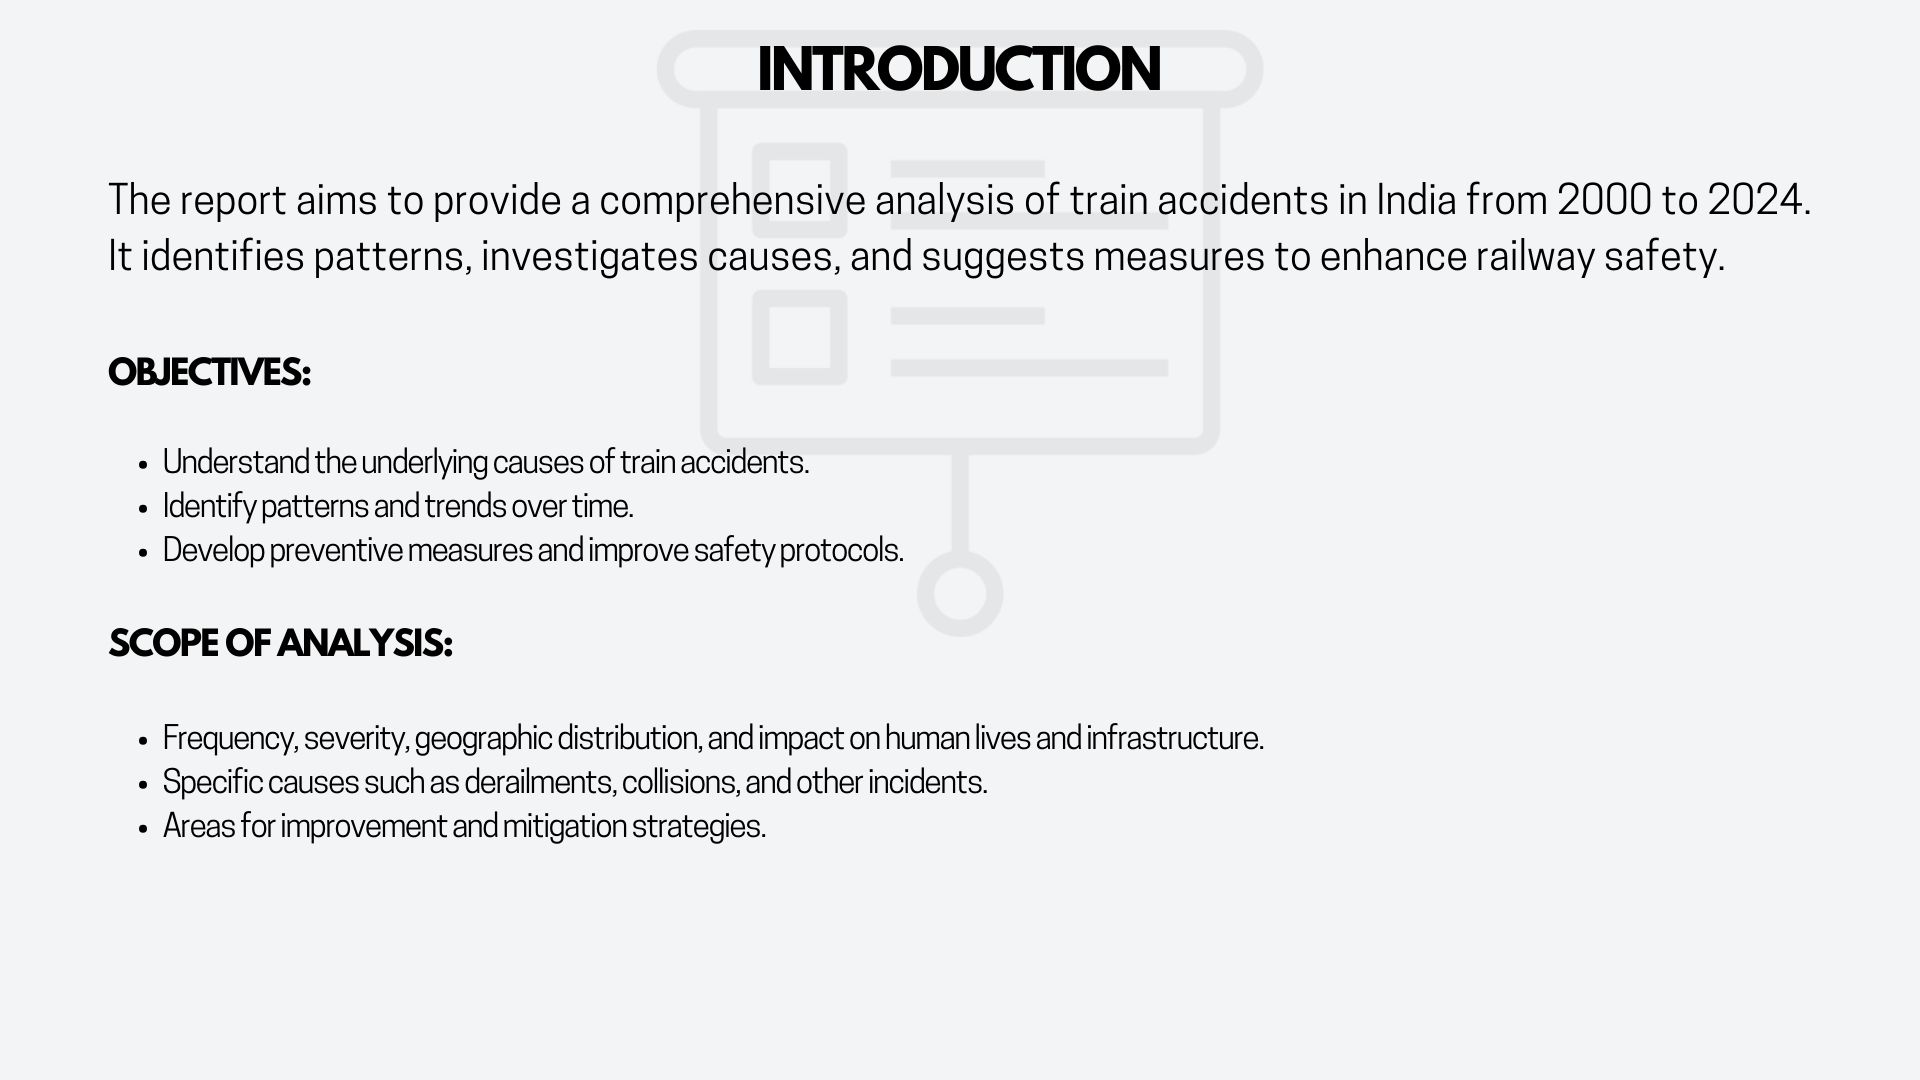 INTRODUCTION
The report aims to provide a comprehensive analysis of train accidents in India from 2000 to 2024.
It identifies patterns, investigates causes, and suggests measures to enhance railway safety.
OBJECTIVES:
• Understand the underlying causes of train accidents.
• Identify patterns and trends over time.
• Develop preventive measures and improve safety protocols.
SCOPE OF ANALYSIS:
• Frequency, severity, geographic distribution, and impact on human lives and infrastructure.
• Specific causes such as derailments, collisions, and other incidents.
• Areas for improvement and mitigation strategies.